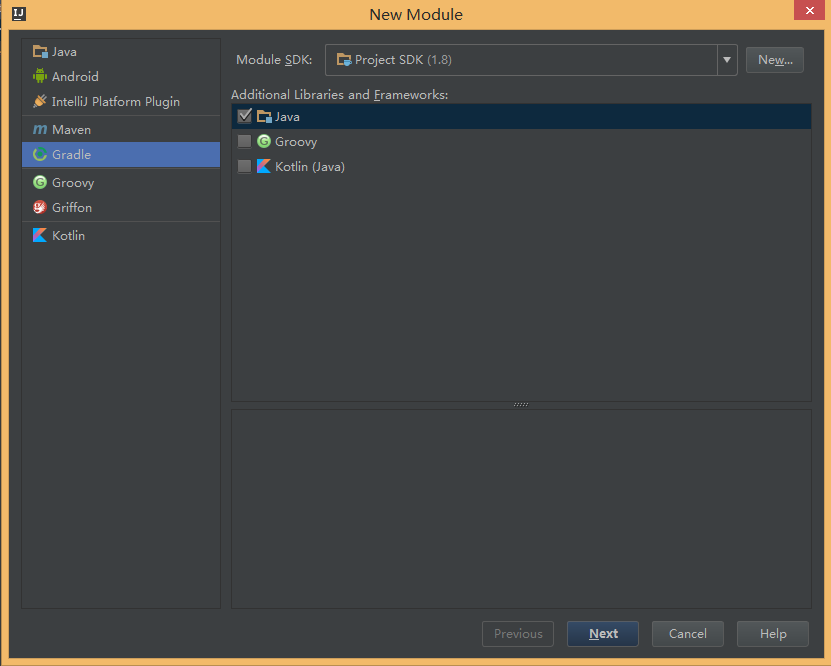 New Module
Java
Android
IntelliJ Platform Plugin
Maven
Gradle
Groovy
Griffon
Kotlin
Module SDK:
Project SDK (1.8)
New...
Additional Libraries and Frameworks:
Java
Groovy
Kotlin (Java)
Previous
Next
Cancel
Help